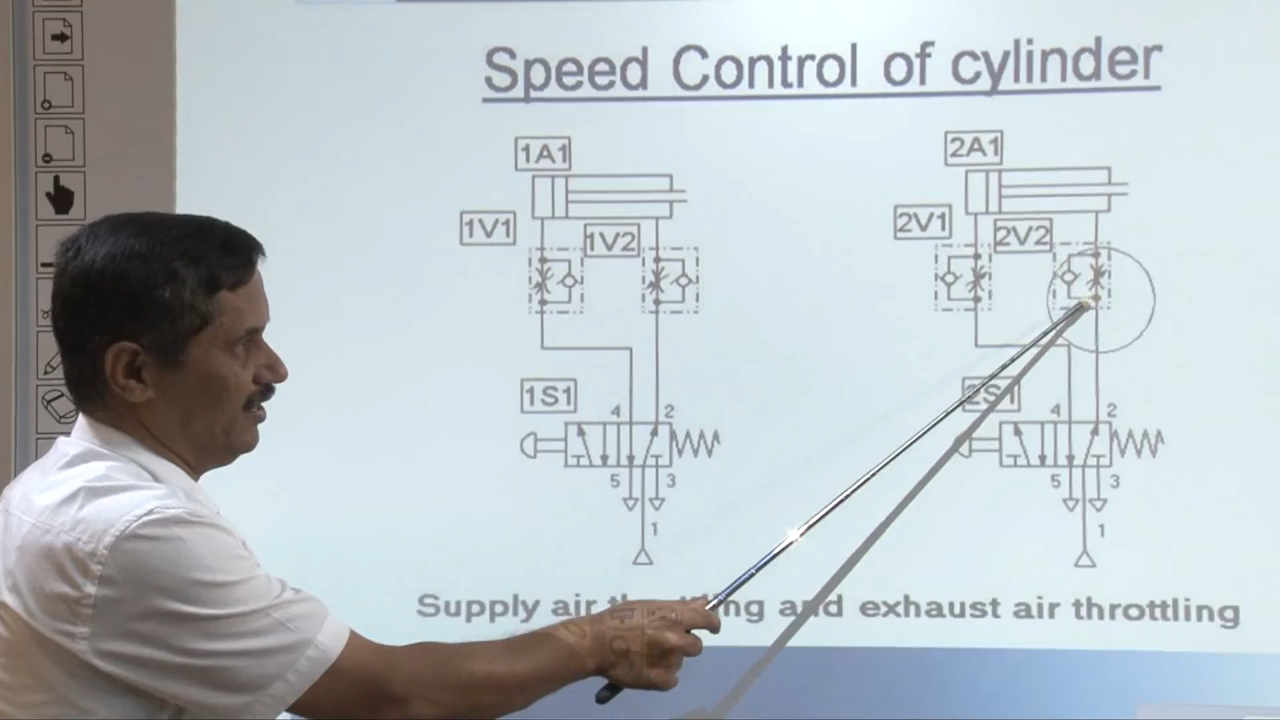 Speed Control of cylinder
1A1
2A1
1V1
1V2
2V1
2V2
1S1
4
2
2S1
4
2
5
3
5
3
1
1
Supply air throttling and exhaust air throttling